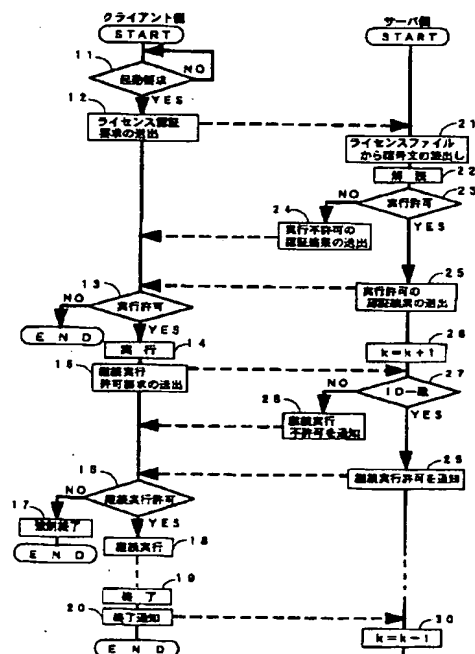 クライアント側
START
11
起動要求
NO
YES
12
ライセンス認証
要求の送出
13
実行許可
NO
END
YES
実行
14
15
継続実行
許可要求の送出
16
継続実行許可
NO
17
強制終了
END
YES
継続実行
18
19
終了
20
終了通知
END
サーバ側
START
21
ライセンスファイル
から暗号文の読出し
22
解読
23
実行許可
NO
24
実行不許可の
認証結果の送出
YES
25
実行許可の
認証結果の送出
26
k=k+1
27
ID一致
NO
28
継続実行
不許可を通知
YES
29
継続実行許可を通知
30
k=k-1